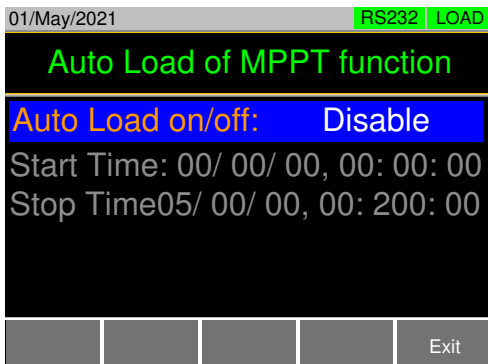 01/May/2021 RS232 LOAD
Auto Load of MPPT function
Auto Load on/off: Disable
Start Time: 00/ 00/ 00, 00: 00: 00
Stop Time05/ 00/ 00, 00: 200: 00
Exit